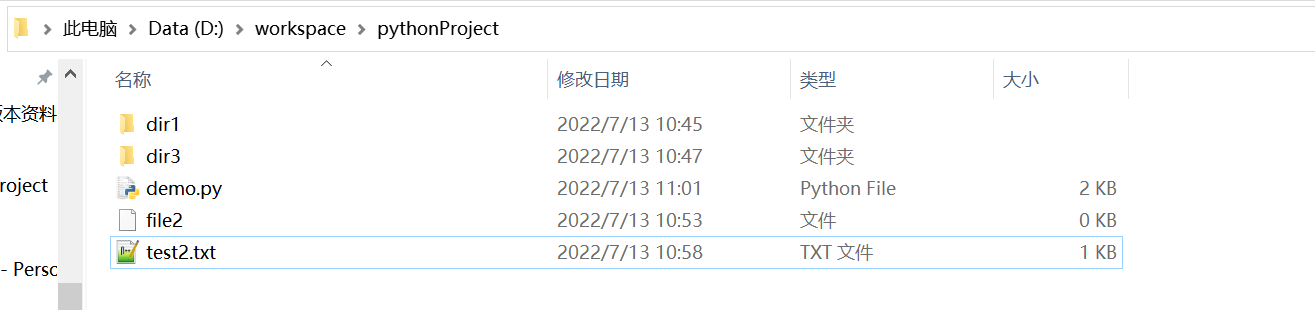 此电脑 Data (D:) workspace pythonProject
名称 修改日期 类型 大小
版本资料
dir1 2022/7/13 10:45 文件夹
dir3 2022/7/13 10:47 文件夹
roject
demo.py 2022/7/13 11:01 Python File 2 KB
file2 2022/7/13 10:53 文件 0 KB
test2.txt 2022/7/13 10:58 TXT 文件 1 KB
- Perso